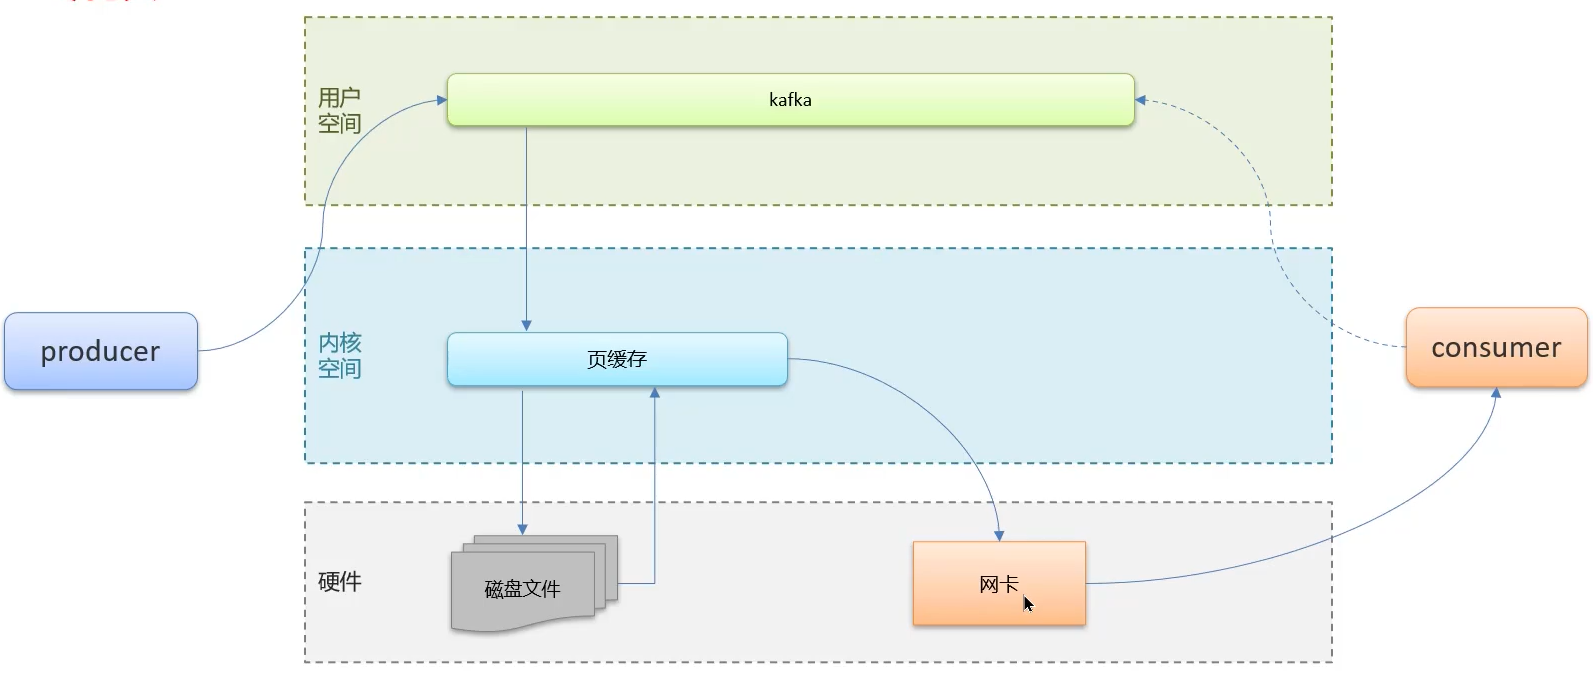 用户
空间
kafka
producer
内核
空间
页缓存
consumer
硬件
磁盘文件
网卡